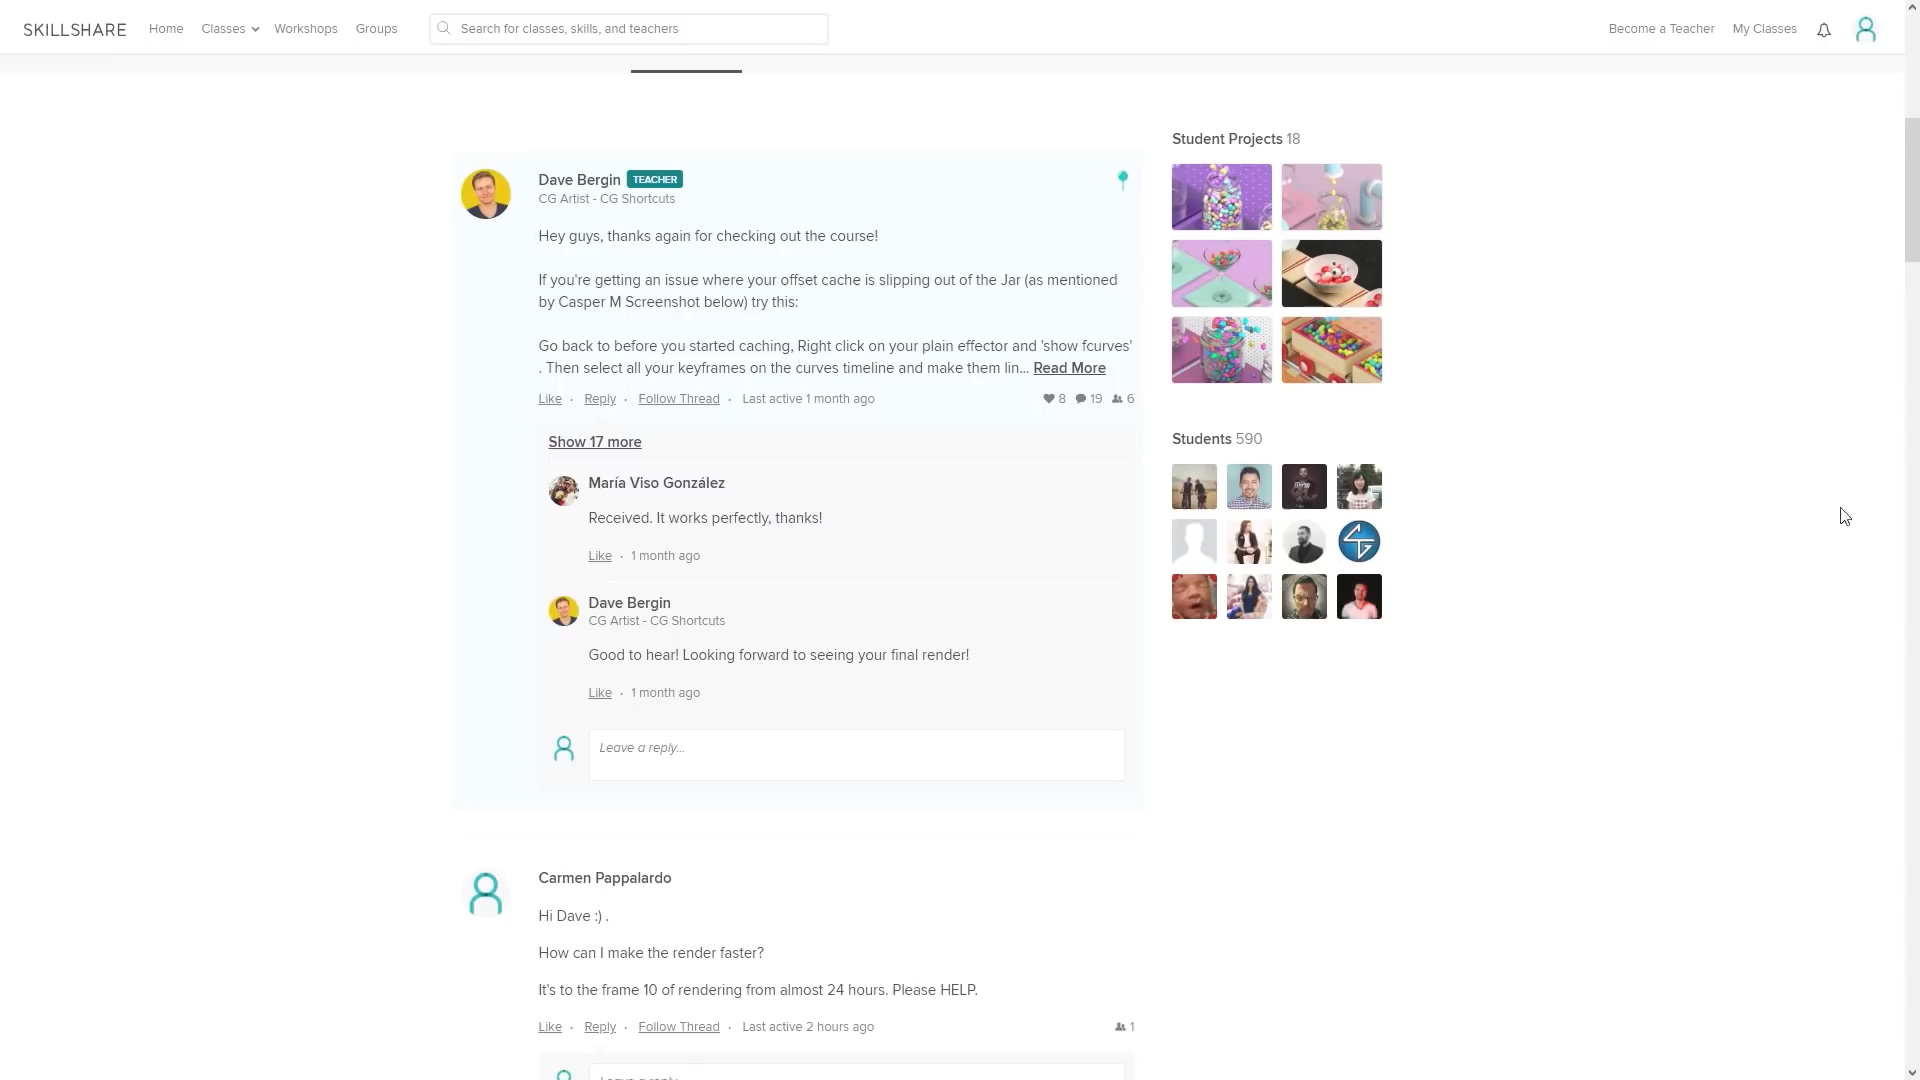 SKILLSHARE Home Classes Workshops Groups Search for classes, skills, and teachers Become a Teacher My Classes
Dave Bergin TEACHER
CG Artist - CG Shortcuts
Hey guys, thanks again for checking out the course!
If you're getting an issue where your offset cache is slipping out of the Jar (as mentioned
by Casper M Screenshot below) try this:
Go back to before you started caching, Right click on your plain effector and 'show fcurves'
. Then select all your keyframes on the curves timeline and make them lin... Read More
Like · Reply · Follow Thread · Last active 1 month ago 8 19 6
Show 17 more
María Viso González
Received. It works perfectly, thanks!
Like · 1 month ago
Dave Bergin
CG Artist - CG Shortcuts
Good to hear! Looking forward to seeing your final render!
Like · 1 month ago
Leave a reply...
Carmen Pappalardo
Hi Dave :) .
How can I make the render faster?
It's to the frame 10 of rendering from almost 24 hours. Please HELP.
Like · Reply · Follow Thread · Last active 2 hours ago 1
Student Projects 18
Students 590